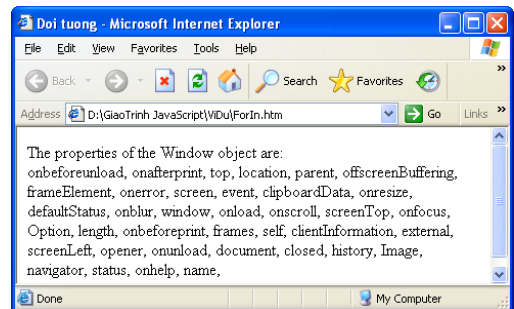 Doi tuong - Microsoft Internet Explorer
File Edit View Favorites Tools Help
Back Search Favorites »
Address D:\GiaoTrinh JavaScript\ViDu\ForIn.htm Go Links »
The properties of the Window object are:
onbeforeunload, onafterprint, top, location, parent, offscreenBuffering,
frameElement, onerror, screen, event, clipboardData, onresize,
defaultStatus, onblur, window, onload, onscroll, screenTop, onfocus,
Option, length, onbeforeprint, frames, self, clientInformation, external,
screenLeft, opener, onunload, document, closed, history, Image,
navigator, status, onhelp, name,
Done My Computer